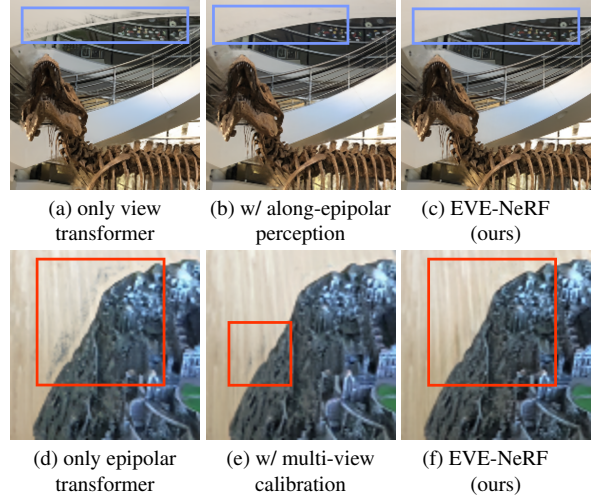 (a) only view
transformer
(b) w/ along-epipolar
perception
(c) EVE-NeRF
(ours)
(d) only epipolar
transformer
(e) w/ multi-view
calibration
(f) EVE-NeRF
(ours)